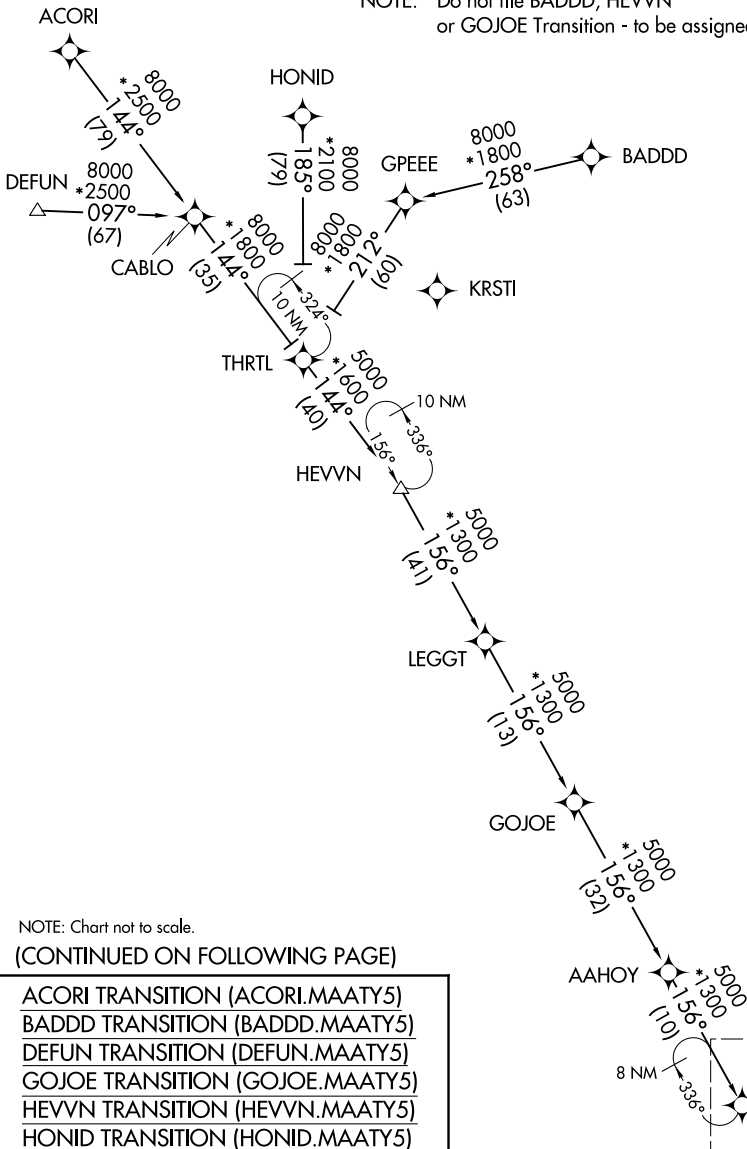 NOTE: Do not file BADDD, HEVVN
or GOJOE Transition - to be assigned
ACORI
8000
*2500
144°
(79)
HONID
8000
*2100
185°
(79)
GPEEE
8000
*1800
258°
(63)
BADDD
DEFUN
8000
*2500
097°
(67)
CABLO
8000
*1800
144°
(35)
8000
*1800
212°
(60)
KRSTI
10 NM
324°
THRTL
5000
*1600
144°
(40)
10 NM
336°
156°
HEVVN
5000
*1300
156°
(41)
LEGGT
5000
*1300
156°
(13)
GOJOE
5000
*1300
156°
(32)
AAHOY
5000
*1300
156°
(10)
8 NM
336°
NOTE: Chart not to scale.
(CONTINUED ON FOLLOWING PAGE)
ACORI TRANSITION (ACORI.MAATY5)
BADDD TRANSITION (BADDD.MAATY5)
DEFUN TRANSITION (DEFUN.MAATY5)
GOJOE TRANSITION (GOJOE.MAATY5)
HEVVN TRANSITION (HEVVN.MAATY5)
HONID TRANSITION (HONID.MAATY5)